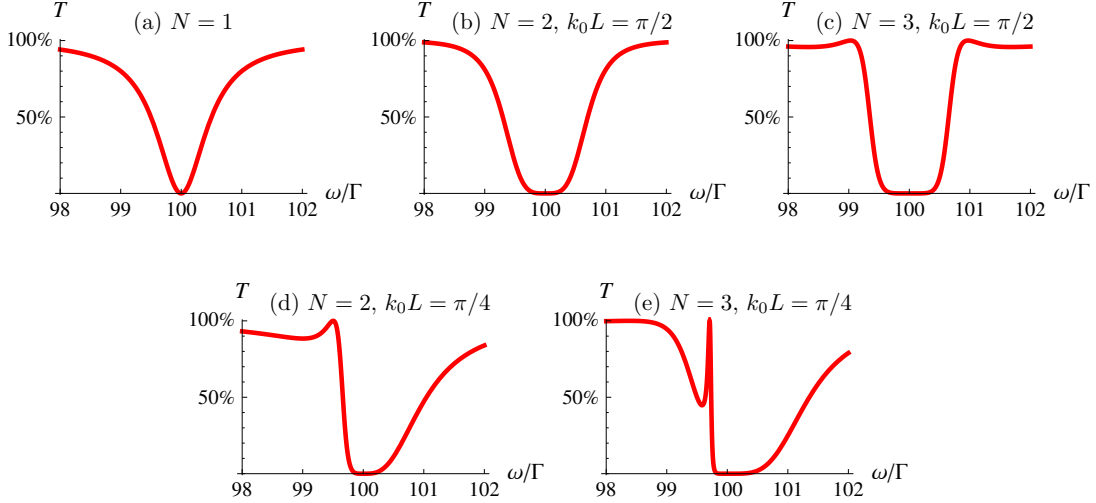 T (a) N = 1
100%
50%
98 99 100 101 102 ω/Γ
T (b) N = 2, k₀L = π/2
100%
50%
98 99 100 101 102 ω/Γ
T (c) N = 3, k₀L = π/2
100%
50%
98 99 100 101 102 ω/Γ
T (d) N = 2, k₀L = π/4
100%
50%
98 99 100 101 102 ω/Γ
T (e) N = 3, k₀L = π/4
100%
50%
98 99 100 101 102 ω/Γ